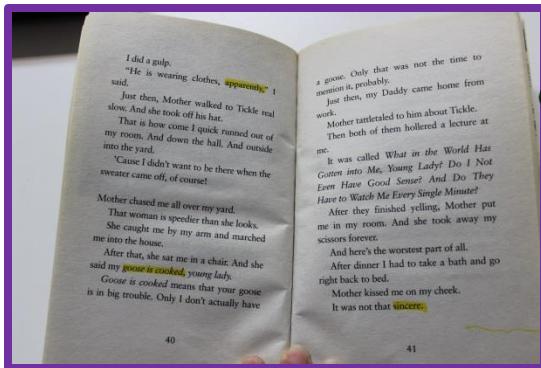 I did a gulp.
"He is wearing clothes, apparently," I
said.
Just then, Mother walked to Tickle real
slow. And she took off his hat.
That is how come I quick runned out of
my room. And down the hall. And outside
into the yard.
'Cause I didn't want to be there when the
sweater came off, of course!
Mother chased me all over my yard.
That woman is speedier than she looks.
She caught me by my arm and marched
me into the house.
After that, she sat me in a chair. And she
said my goose is cooked, young lady.
Goose is cooked means that your goose
is in big trouble. Only I don't actually have
40
a goose. Only that was not the time to
mention it, probably.
Just then, my Daddy came home from
work.
Mother tattletaled to him about Tickle.
Then both of them hollered a lecture at
me.
It was called What in the World Has
Gotten into Me, Young Lady? Do I Not
Even Have Good Sense? And Do They
Have to Watch Me Every Single Minute?
After they finished yelling, Mother put
me in my room. And she took away my
scissors forever.
And here's the worstest part of all.
After dinner I had to take a bath and go
right back to bed.
Mother kissed me on my cheek.
It was not that sincere.
41